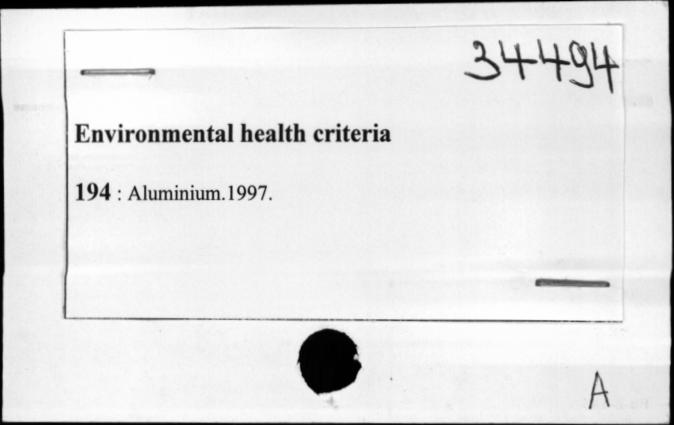 34494
Environmental health criteria
194 : Aluminium.1997.
A